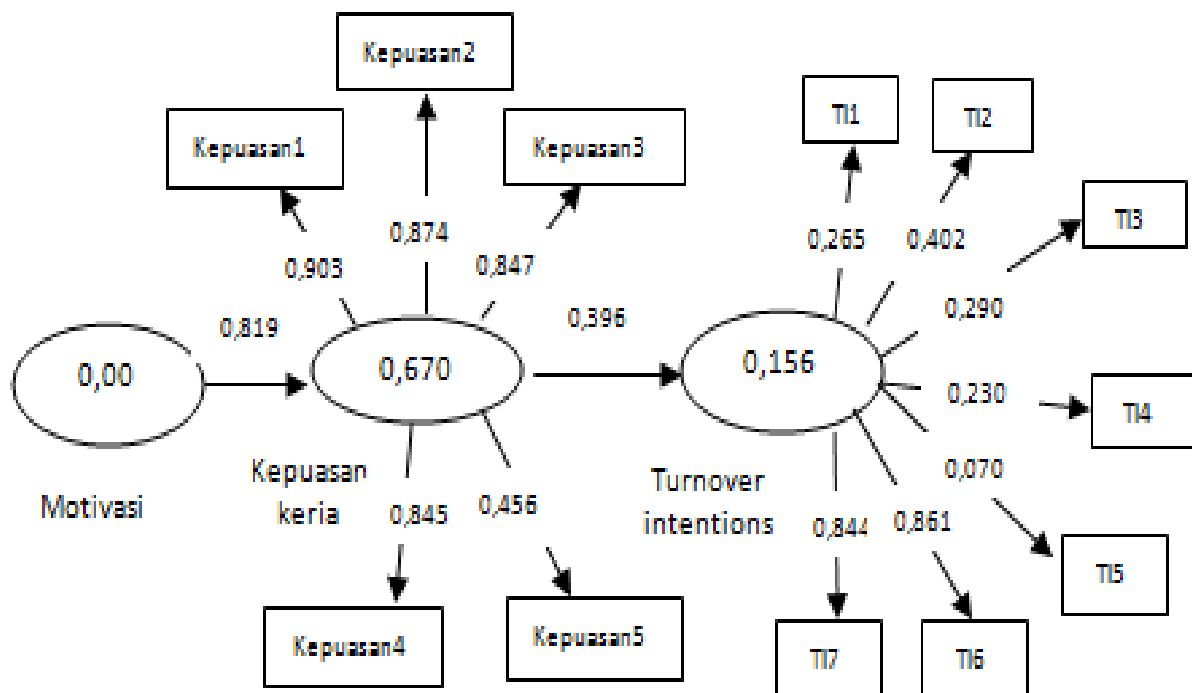 Kepuasan2
TI1
TI2
Kepuasan1
Kepuasan3
TI3
0,874
0,265
0,402
0,903
0,847
0,290
0,819
0,396
0,00
0,670
0,156
0,230
TI4
Kepuasan
keria
0,070
Motivasi
Turnover
intentions
0,845
0,456
0,844
0,861
TI5
Kepuasan4
Kepuasan5
TI7
TI6